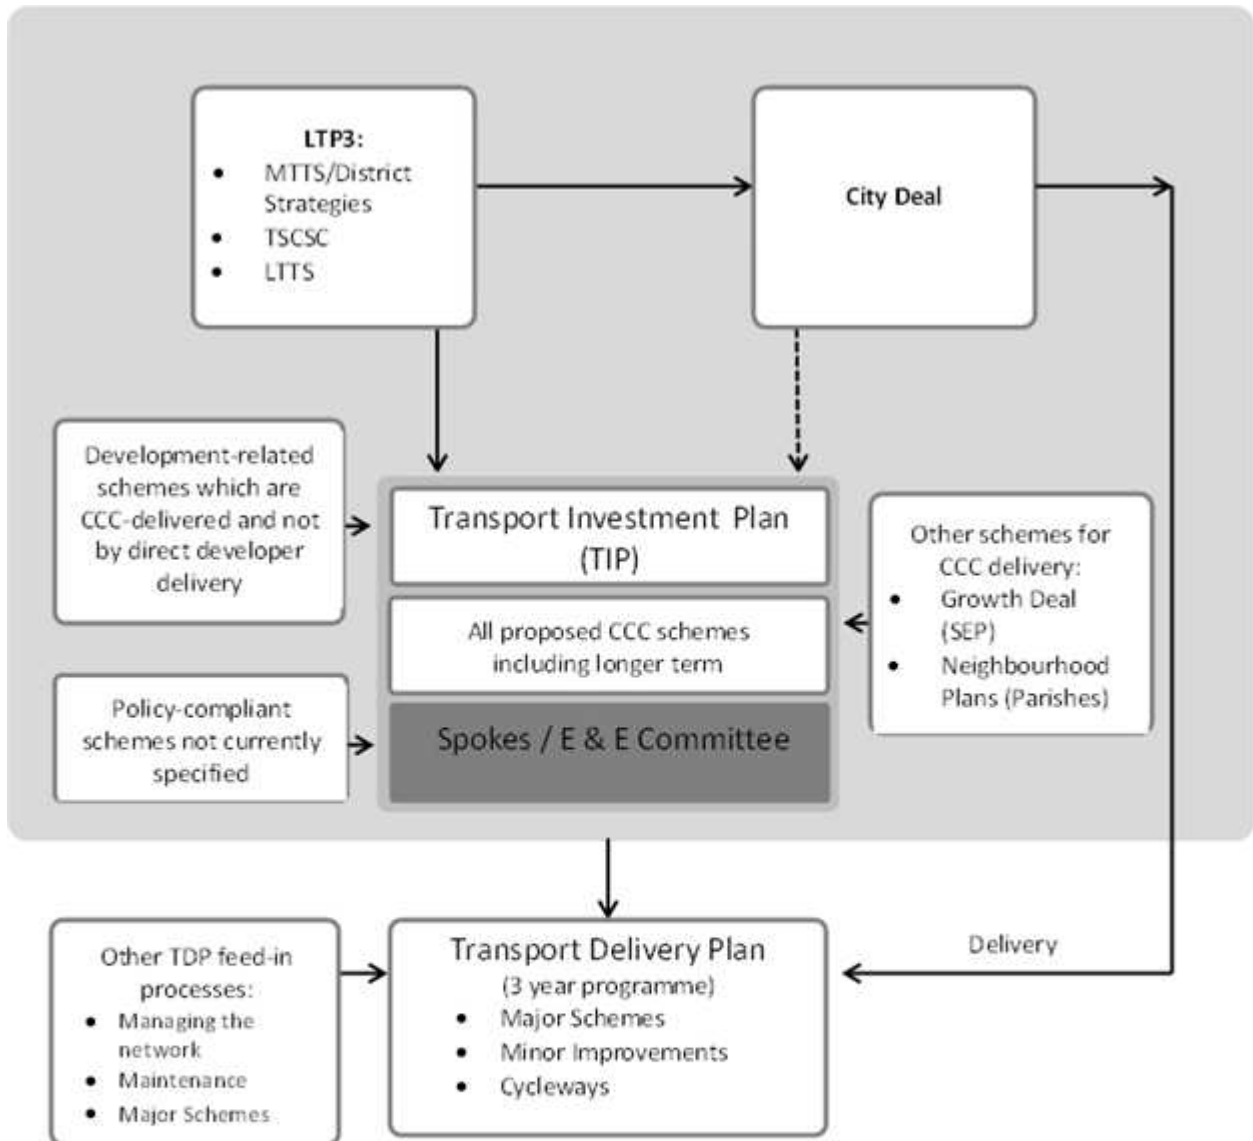 LTP3:
• MTTS/District
Strategies
• TSCSC
• LTTS
City Deal
Development-related
schemes which are
CCC-delivered and not
by direct developer
delivery
Transport Investment Plan
(TIP)
Other schemes for
CCC delivery:
• Growth Deal
(SEP)
• Neighbourhood
Plans (Parishes)
All proposed CCC schemes
including longer term
Policy-compliant
schemes not currently
specified
Spokes / E & E Committee
Other TDP feed-in
processes:
• Managing the
network
• Maintenance
• Major Schemes
Transport Delivery Plan
(3 year programme)
• Major Schemes
• Minor Improvements
• Cycleways
Delivery